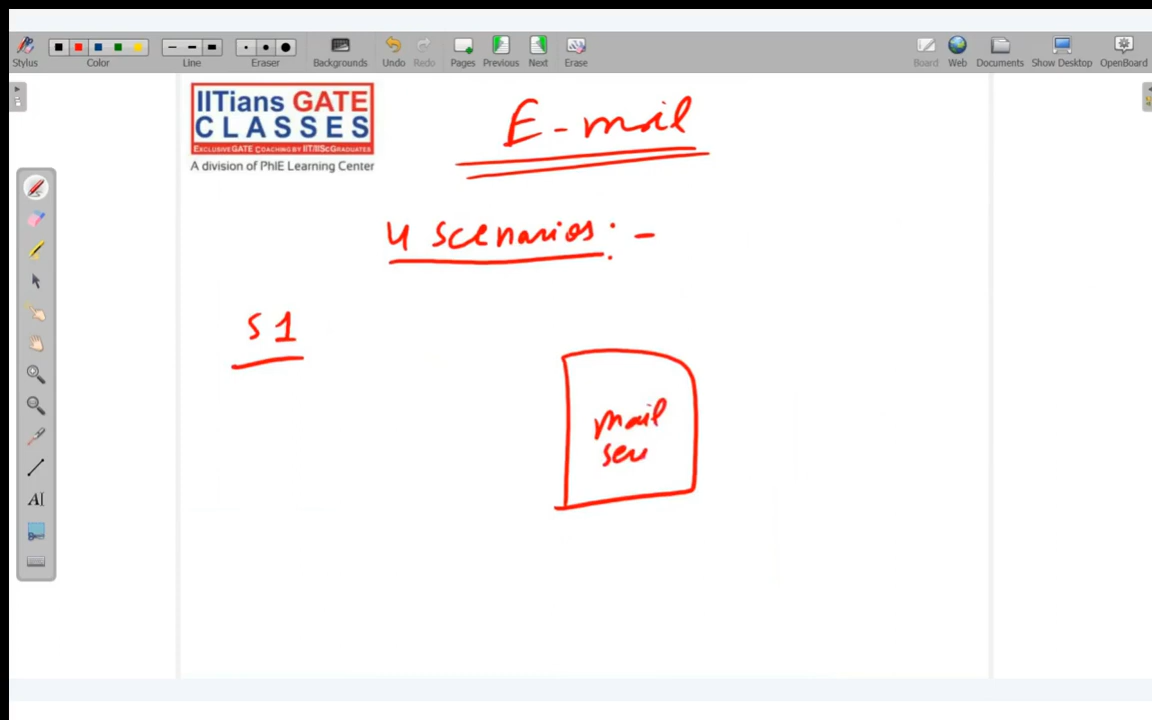 Stylus
Color
Line
Eraser
Backgrounds
Undo
Redo
Pages
Previous
Next
Erase
Board
Web
Documents
Show Desktop
OpenBoard
IITians GATE
CLASSES
EXCLUSIVE GATE COACHING BY IIT/IISc GRADUATES
A division of PhIE Learning Center
E-mail
4 scenarios:-
S1
mail
ser
AI